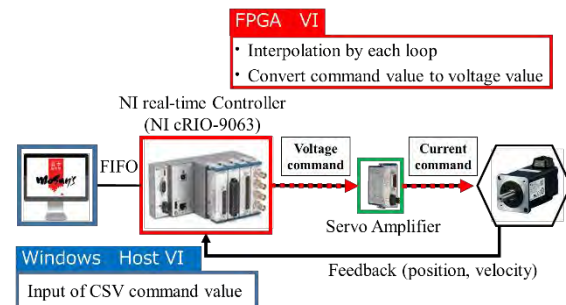 FPGA VI
・ Interpolation by each loop
・ Convert command value to voltage value
NI real-time Controller
(NI cRIO-9063)
FIFO
Voltage
command
Current
command
Servo Amplifier
Feedback (position, velocity)
Windows Host VI
Input of CSV command value